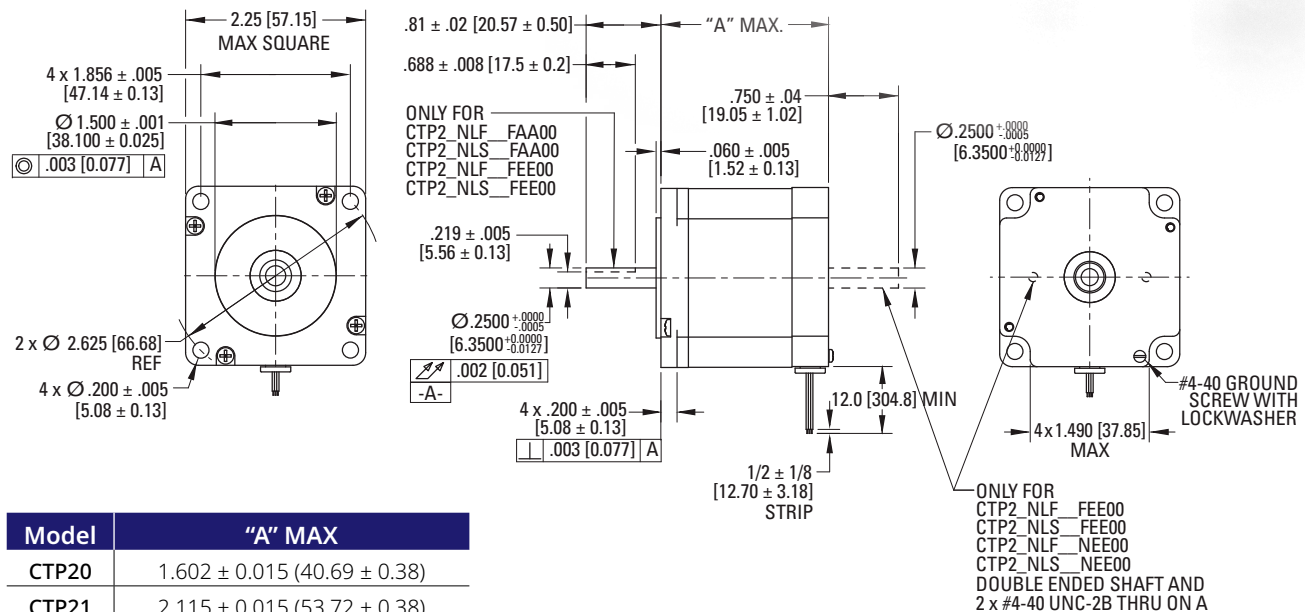 2.25 [57.15]
MAX SQUARE
4 x 1.856 ± .005
[47.14 ± 0.13]
Ø 1.500 ± .001
[38.100 ± 0.025]
◎ .003 [0.077] A
2 x Ø 2.625 [66.68]
REF
4 x Ø .200 ± .005
[5.08 ± 0.13]
.81 ± .02 [20.57 ± 0.50]
"A" MAX.
.688 ± .008 [17.5 ± 0.2]
ONLY FOR
CTP2_NLF__FAA00
CTP2_NLS__FAA00
CTP2_NLF__FEE00
CTP2_NLS__FEE00
.750 ± .04
[19.05 ± 1.02]
.060 ± .005
[1.52 ± 0.13]
Ø.2500 +.0000 -.0005
[6.3500 +0.0000 -0.0127]
.219 ± .005
[5.56 ± 0.13]
Ø.2500 +.0000 -.0005
[6.3500 +0.0000 -0.0127]
.002 [0.051]
-A-
4 x .200 ± .005
[5.08 ± 0.13]
⊥ .003 [0.077] A
12.0 [304.8] MIN
1/2 ± 1/8
[12.70 ± 3.18]
STRIP
#4-40 GROUND
SCREW WITH
LOCKWASHER
4x1.490 [37.85]
MAX
ONLY FOR
CTP2_NLF__FEE00
CTP2_NLS__FEE00
CTP2_NLF__NEE00
CTP2_NLS__NEE00
DOUBLE ENDED SHAFT AND
2 x #4-40 UNC-2B THRU ON A
Model "A" MAX
CTP20 1.602 ± 0.015 (40.69 ± 0.38)
CTP21 2.115 ± 0.015 (53.72 ± 0.38)